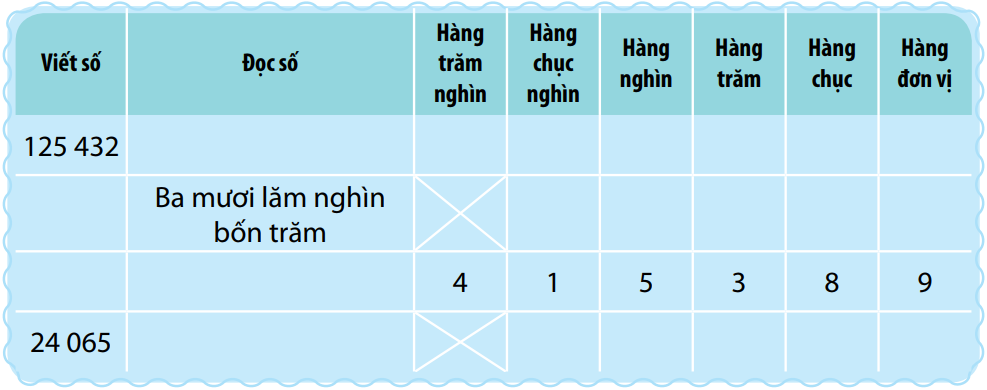 Viết số
Đọc số
Hàng
trăm
nghìn
Hàng
chục
nghìn
Hàng
nghìn
Hàng
trăm
Hàng
chục
Hàng
đơn vị
125 432
Ba mươi lăm nghìn
bốn trăm
4 1 5 3 8 9
24 065